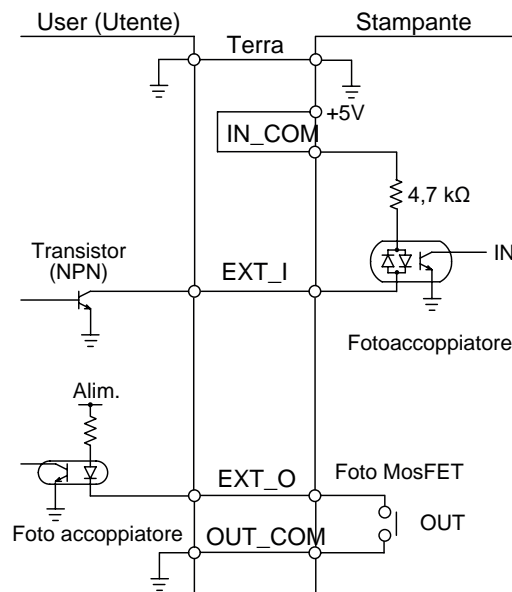 User (Utente)
Stampante
Terra
+5V
IN_COM
4,7 kΩ
Transistor
(NPN)
EXT_I
IN
Fotoaccoppiatore
Alim.
EXT_O
Foto MosFET
Foto accoppiatore
OUT_COM
OUT